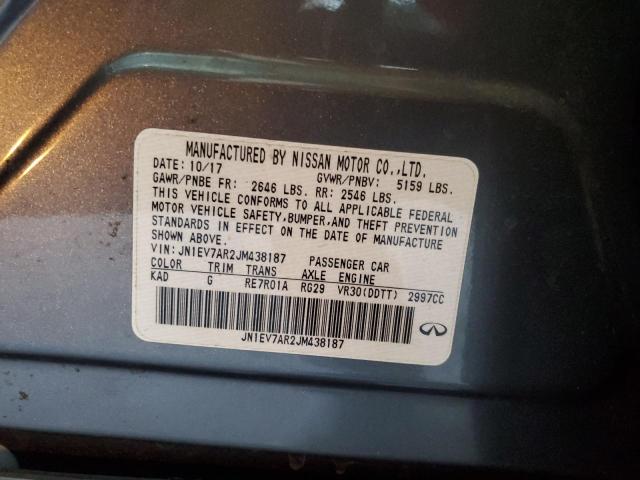 MANUFACTURED BY NISSAN MOTOR CO.,LTD.
DATE: 10/17 GVWR/PNBV: 5159 LBS.
GAWR/PNBE FR: 2646 LBS. RR: 2546 LBS.
THIS VEHICLE CONFORMS TO ALL APPLICABLE FEDERAL
MOTOR VEHICLE SAFETY,BUMPER,AND THEFT PREVENTION
STANDARDS IN EFFECT ON THE DATE OF MANUFACTURE
SHOWN ABOVE.
VIN:JN1EV7AR2JM438187 PASSENGER CAR
COLOR TRIM TRANS AXLE ENGINE
KAD G RE7R01A RG29 VR30(DDTT) 2997CC
JN1EV7AR2JM438187